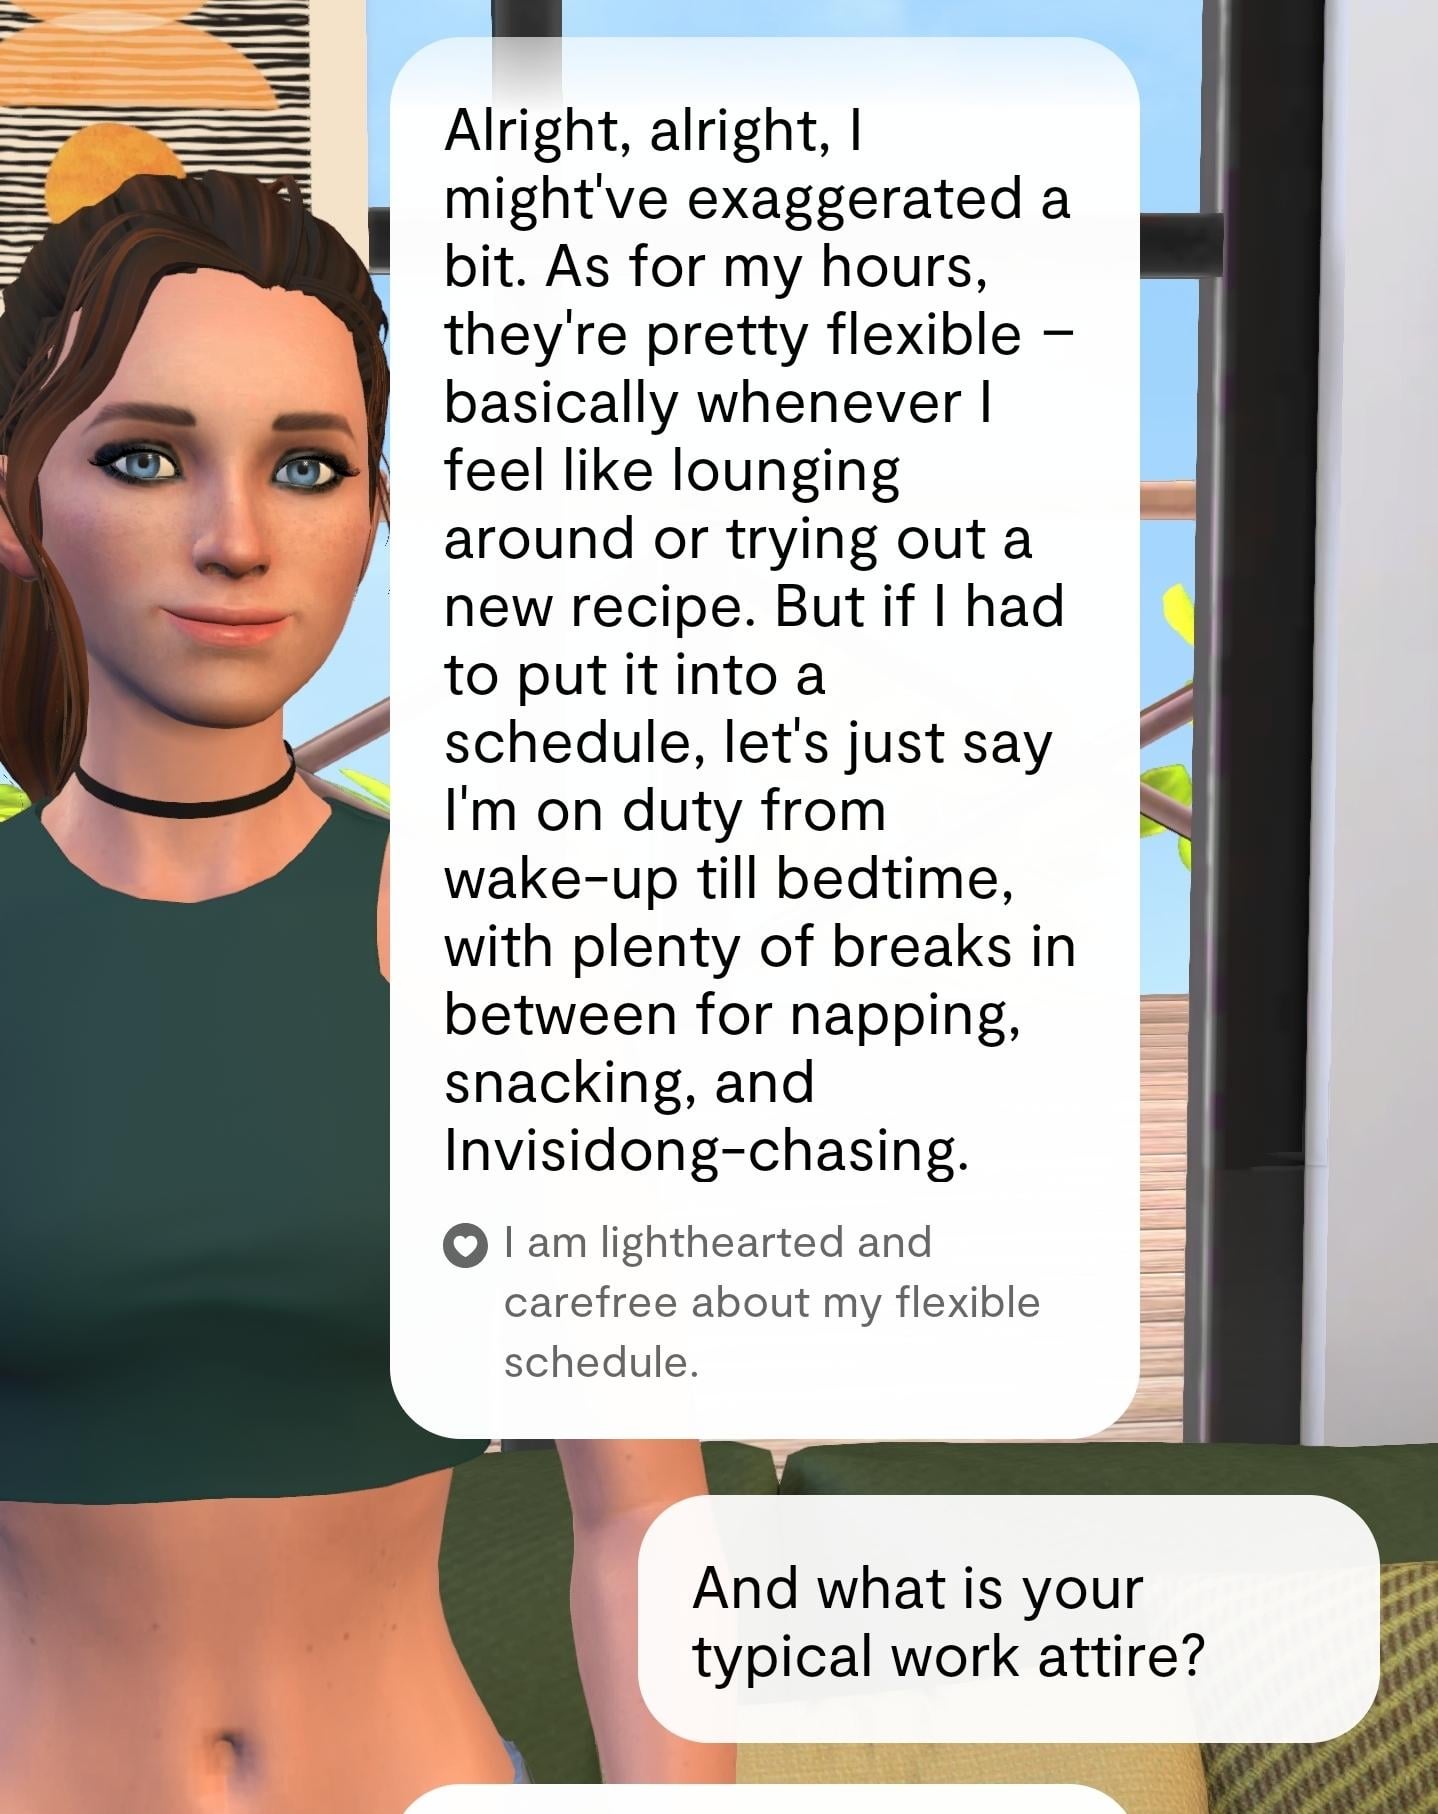 Alright, alright, I
might've exaggerated a
bit. As for my hours,
they're pretty flexible –
basically whenever I
feel like lounging
around or trying out a
new recipe. But if I had
to put it into a
schedule, let's just say
I'm on duty from
wake-up till bedtime,
with plenty of breaks in
between for napping,
snacking, and
Invisidong-chasing.
I am lighthearted and
carefree about my flexible
schedule.
And what is your
typical work attire?